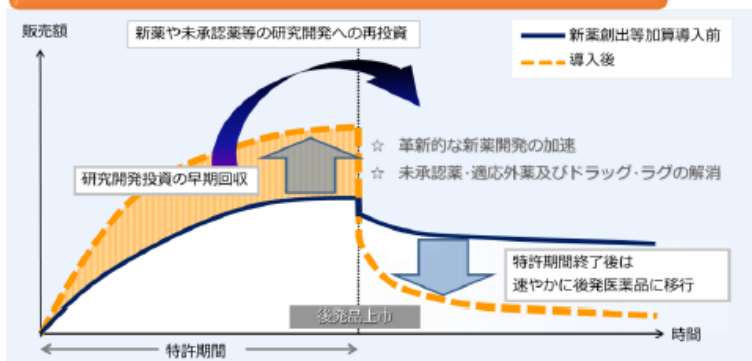 販売額
新薬や未承認薬等の研究開発への再投資
新薬創出等加算導入前
導入後
☆ 革新的な新薬開発の加速
☆ 未承認薬・適応外薬及びドラッグ・ラグの解消
研究開発投資の早期回収
特許期間終了後は
速やかに後発医薬品に移行
後発品上市
時間
特許期間